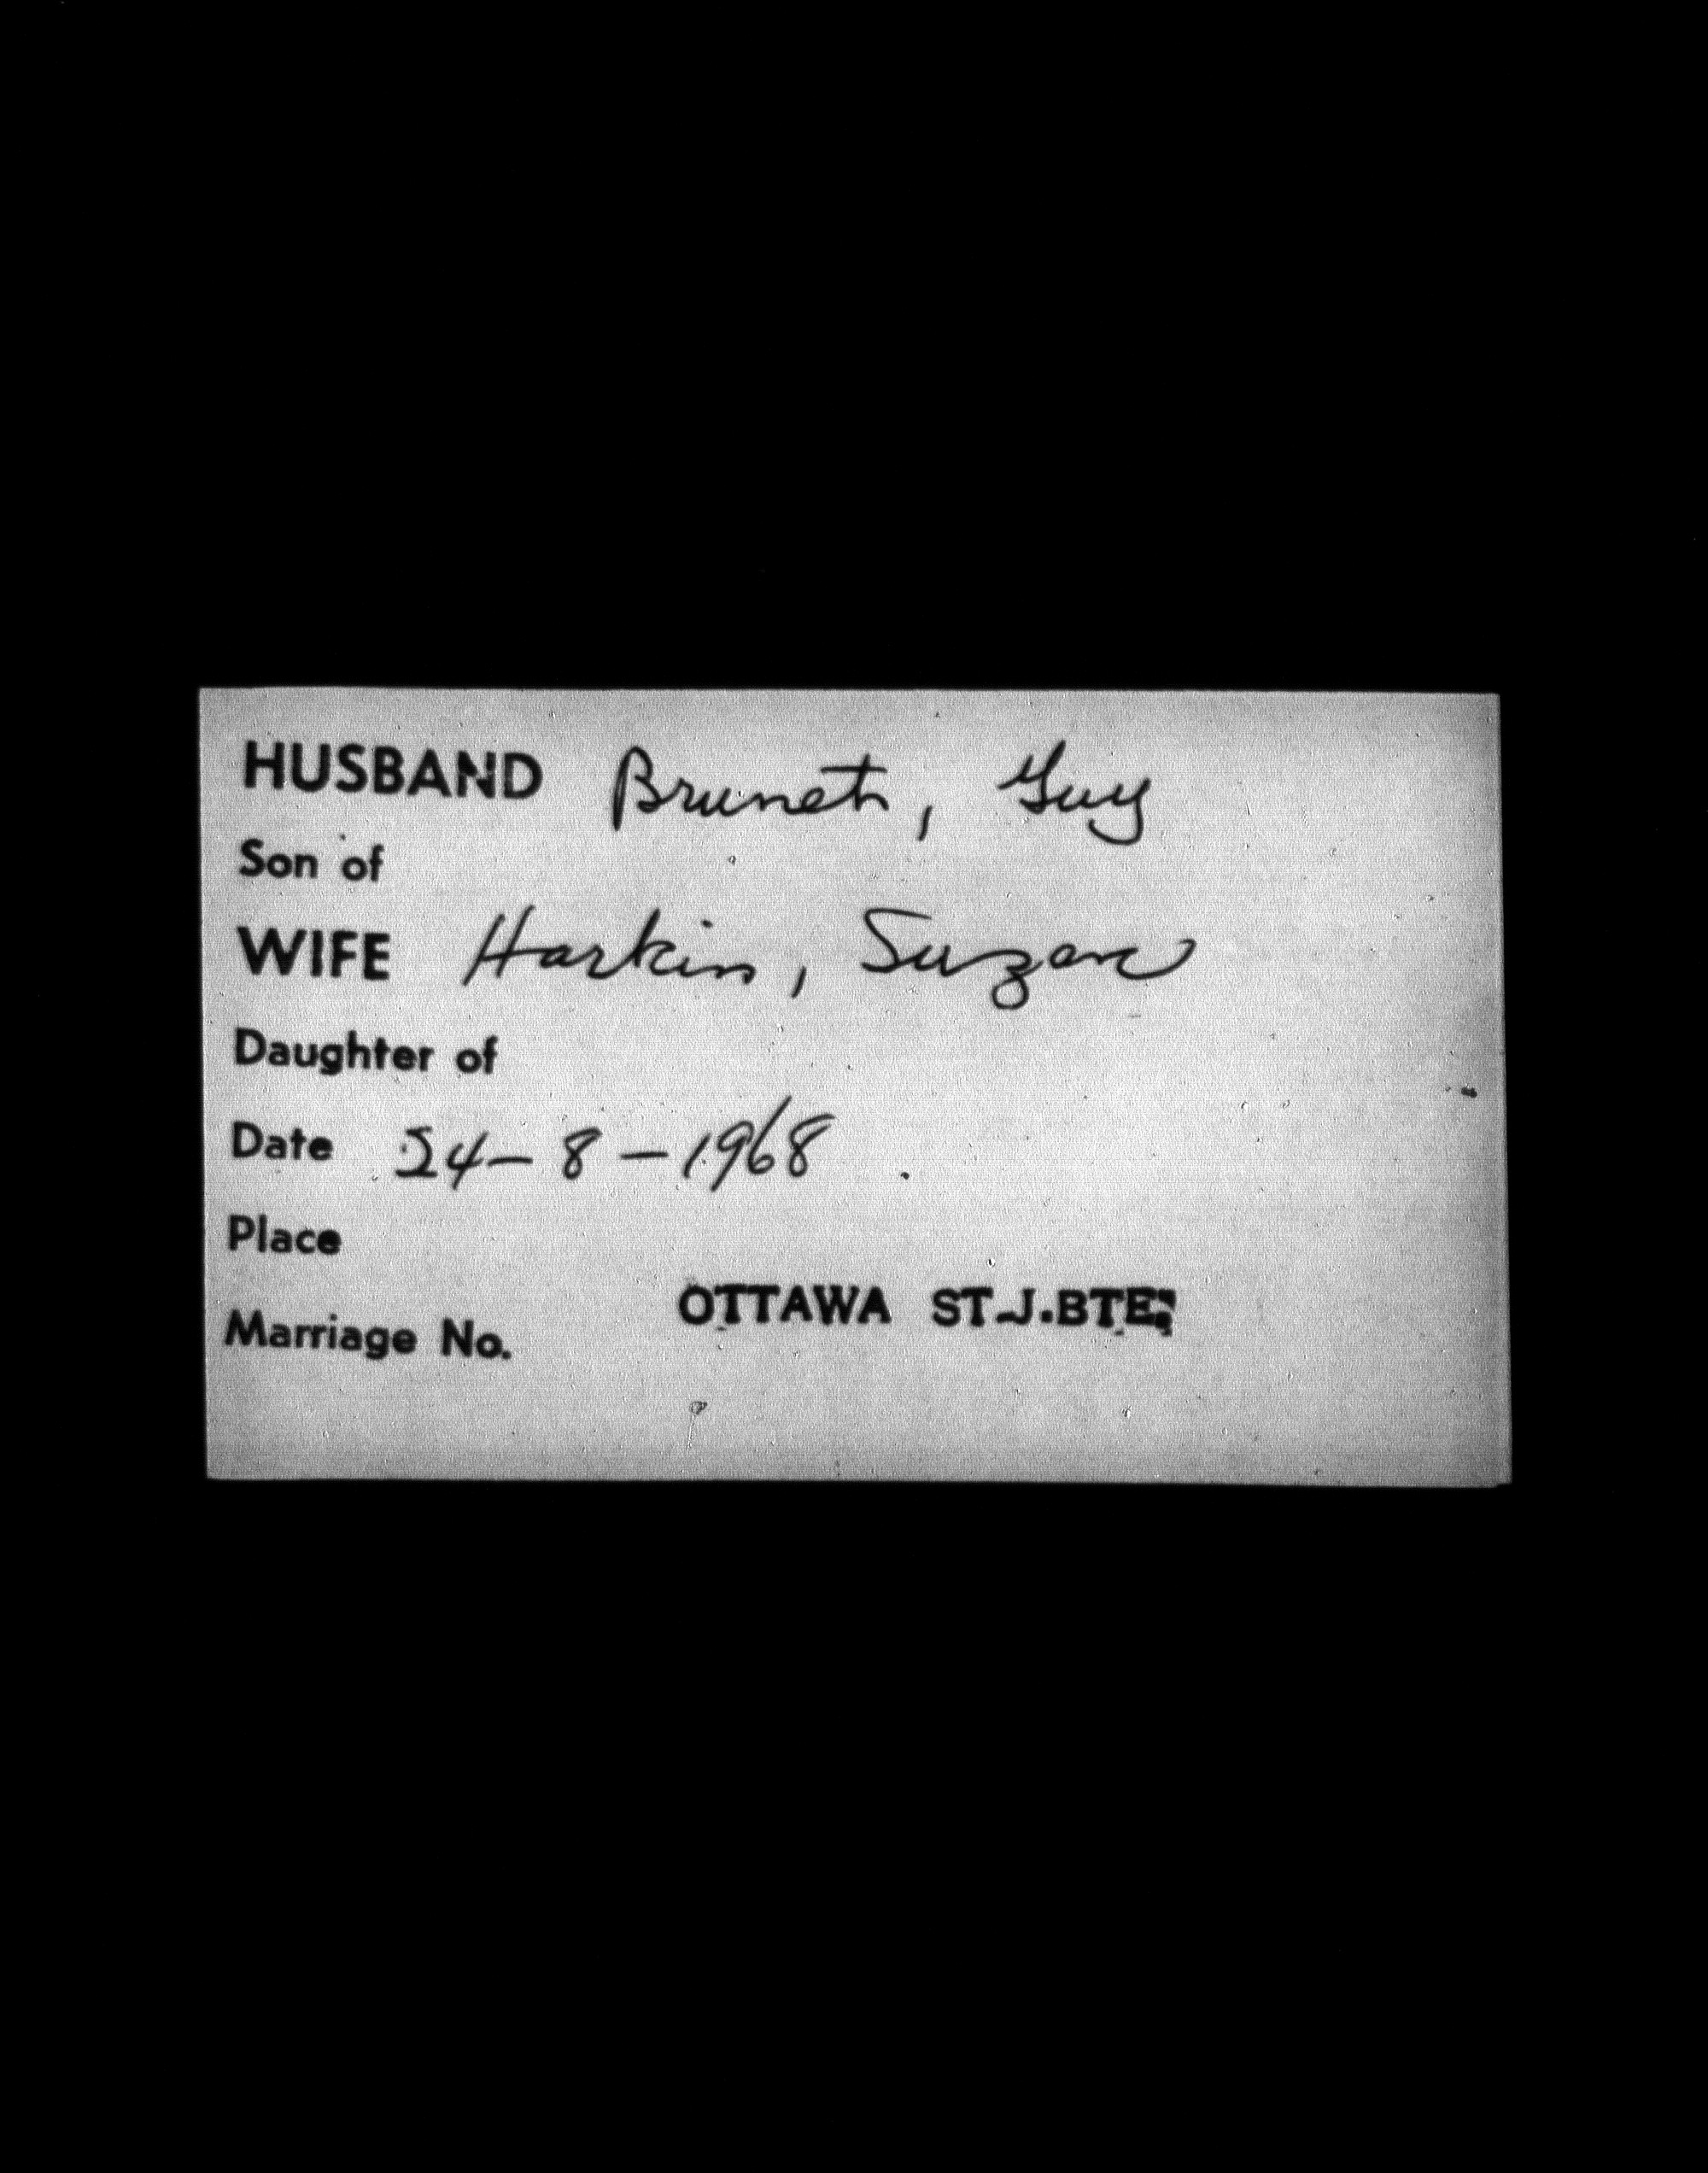 HUSBAND Brunet, Guy
Son of
WIFE Harkin, Suzanne
Daughter of
Date 24-8-1968
Place
OTTAWA ST.J.BTE.
Marriage No.